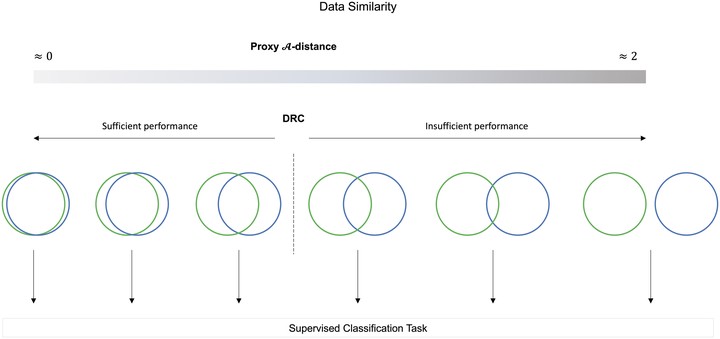 Data Similarity
Proxy 𝒜-distance
≈ 0
≈ 2
DRC
Sufficient performance
Insufficient performance
Supervised Classification Task